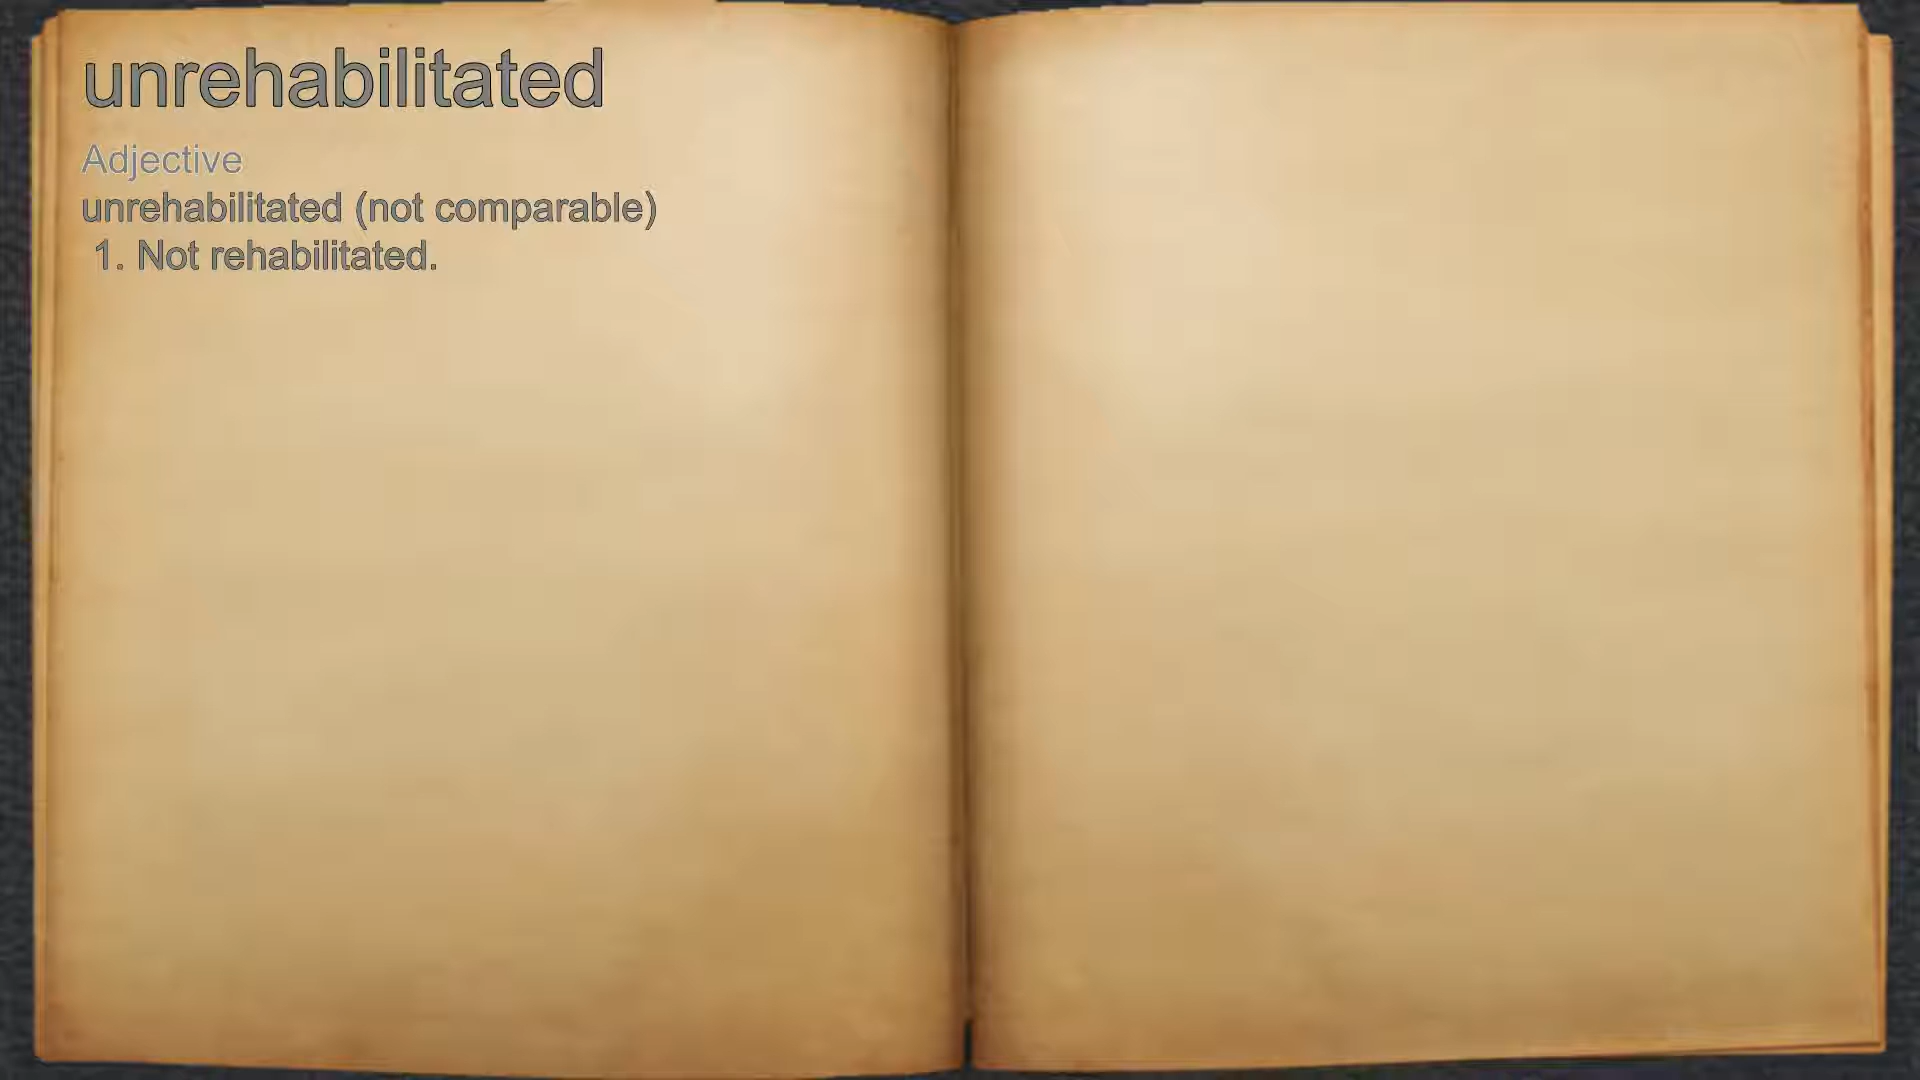 unrehabilitated
Adjective
unrehabilitated (not comparable)
1. Not rehabilitated.